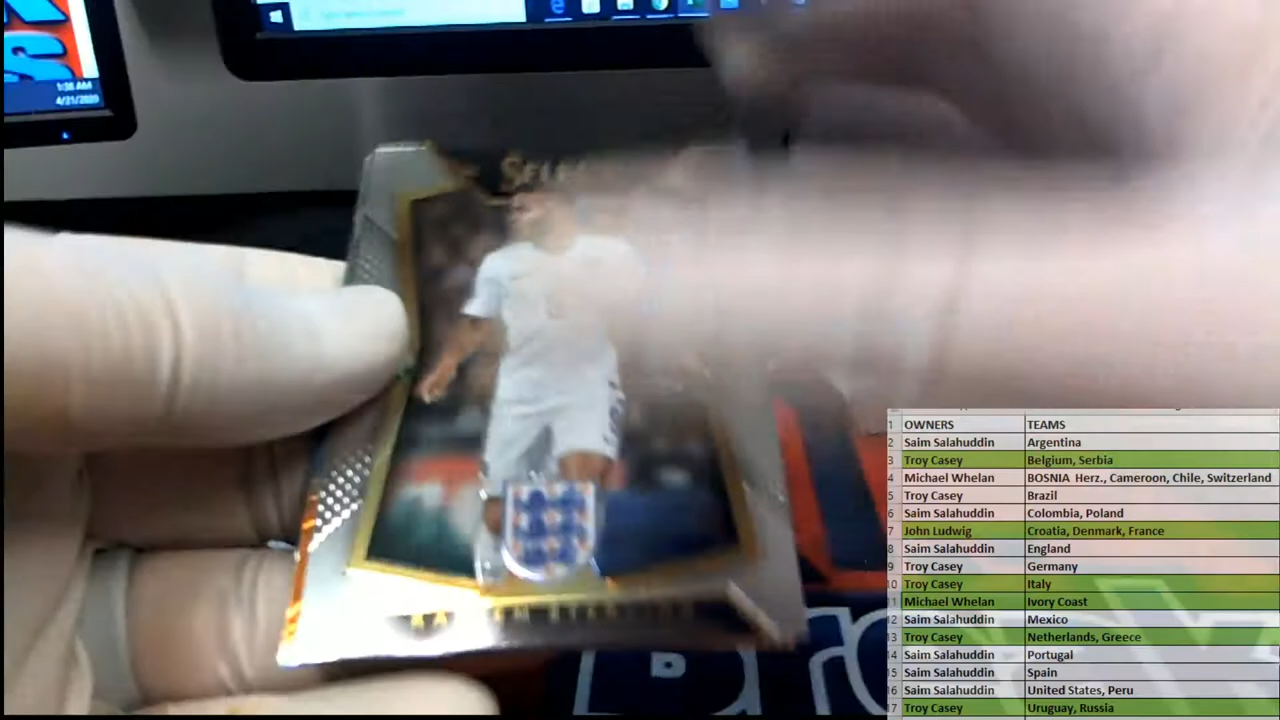 1:36 AM
4/21/2020
1 OWNERS TEAMS
2 Saim Salahuddin Argentina
3 Troy Casey Belgium, Serbia
4 Michael Whelan BOSNIA Herz., Cameroon, Chile, Switzerland
5 Troy Casey Brazil
6 Saim Salahuddin Colombia, Poland
7 John Ludwig Croatia, Denmark, France
8 Saim Salahuddin England
9 Troy Casey Germany
10 Troy Casey Italy
11 Michael Whelan Ivory Coast
12 Saim Salahuddin Mexico
13 Troy Casey Netherlands, Greece
14 Saim Salahuddin Portugal
15 Saim Salahuddin Spain
16 Saim Salahuddin United States, Peru
17 Troy Casey Uruguay, Russia